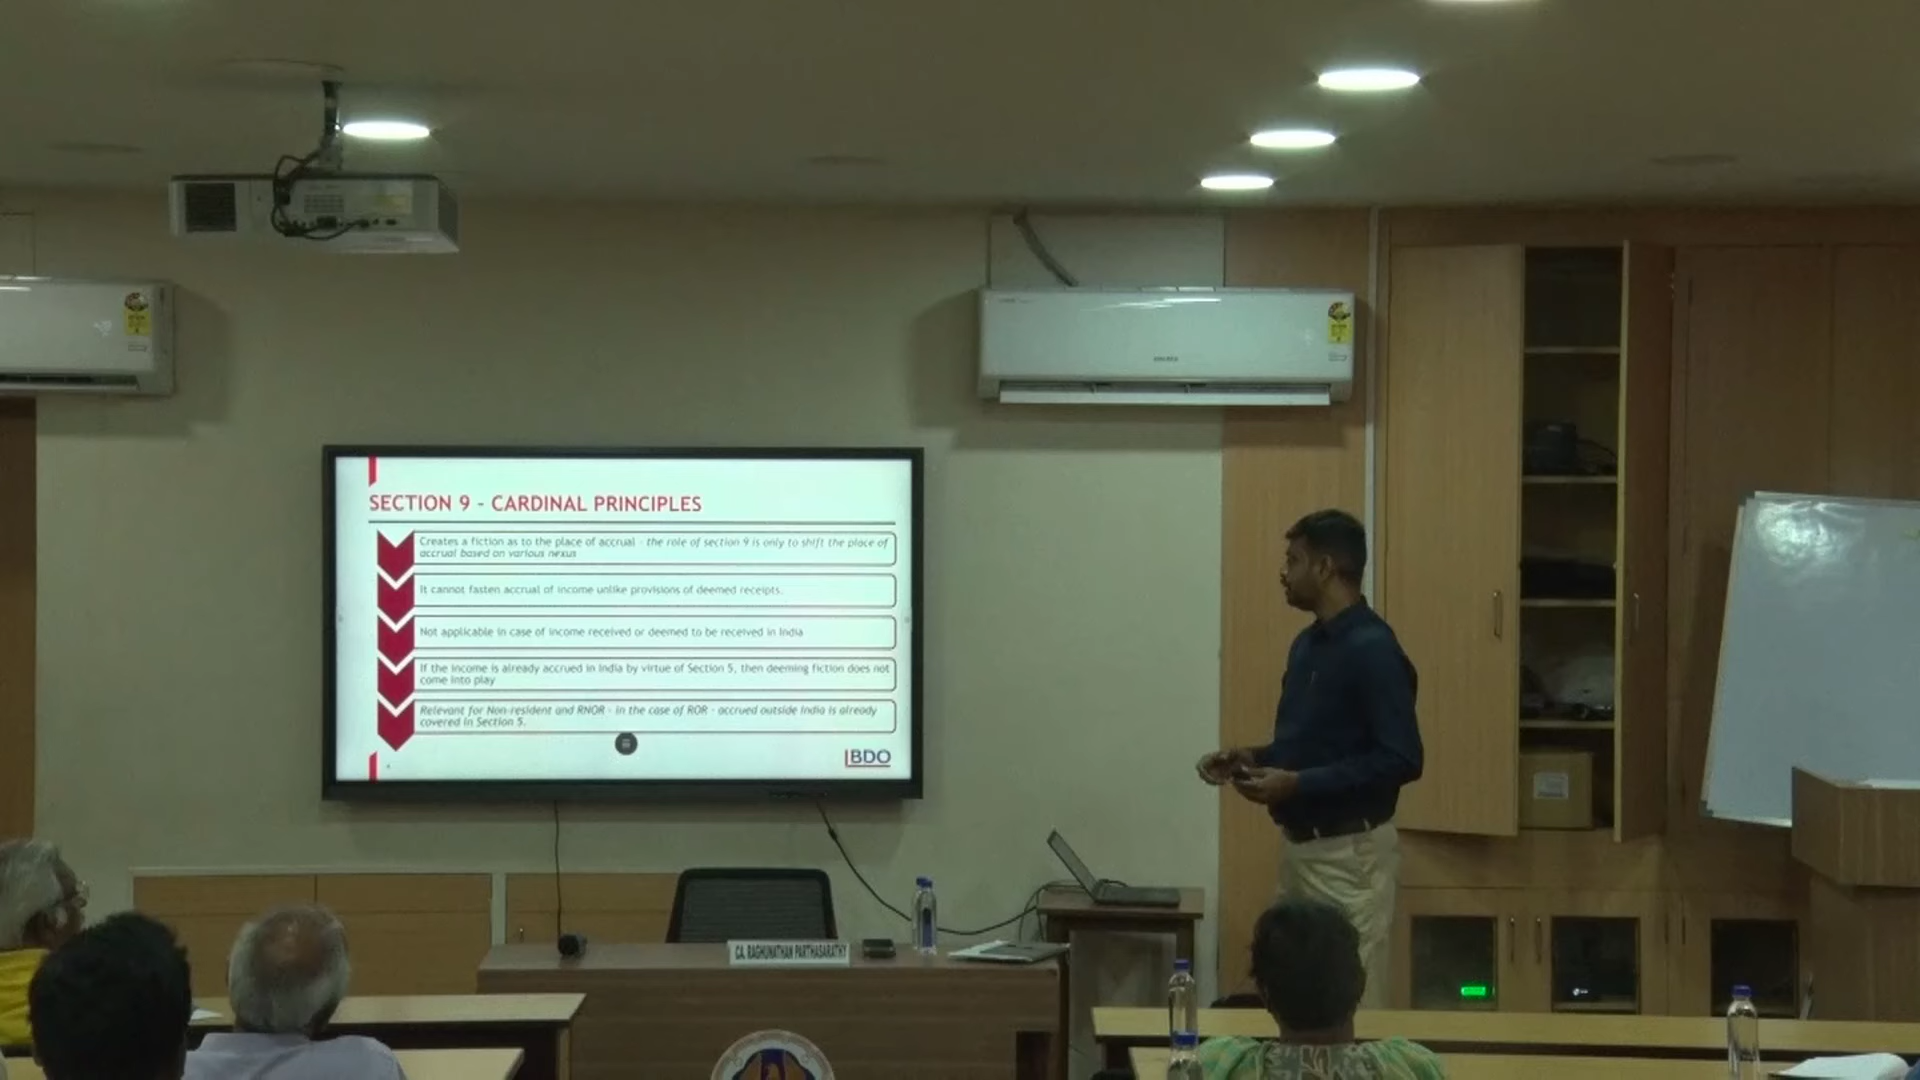 SECTION 9 - CARDINAL PRINCIPLES
Creates a fiction as to the place of accrual - the role of section 9 is only to shift the place of
accrual based on various nexus
It cannot fasten accrual of income unlike provisions of deemed receipts.
Not applicable in case of income received or deemed to be received in India
If the income is already accrued in India by virtue of Section 5, then deeming fiction does not
come into play
Relevant for Non-resident and RNOR - in the case of ROR - accrued outside India is already
covered in Section 5.
BDO
CA. RAGHUNATHAN PARTHASARATHY